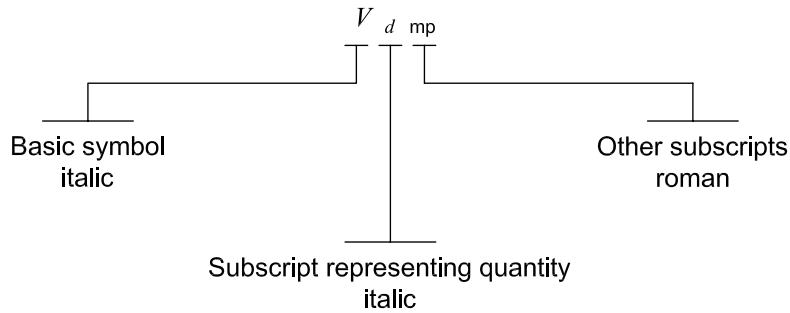 V d mp
Basic symbol
italic
Other subscripts
roman
Subscript representing quantity
italic